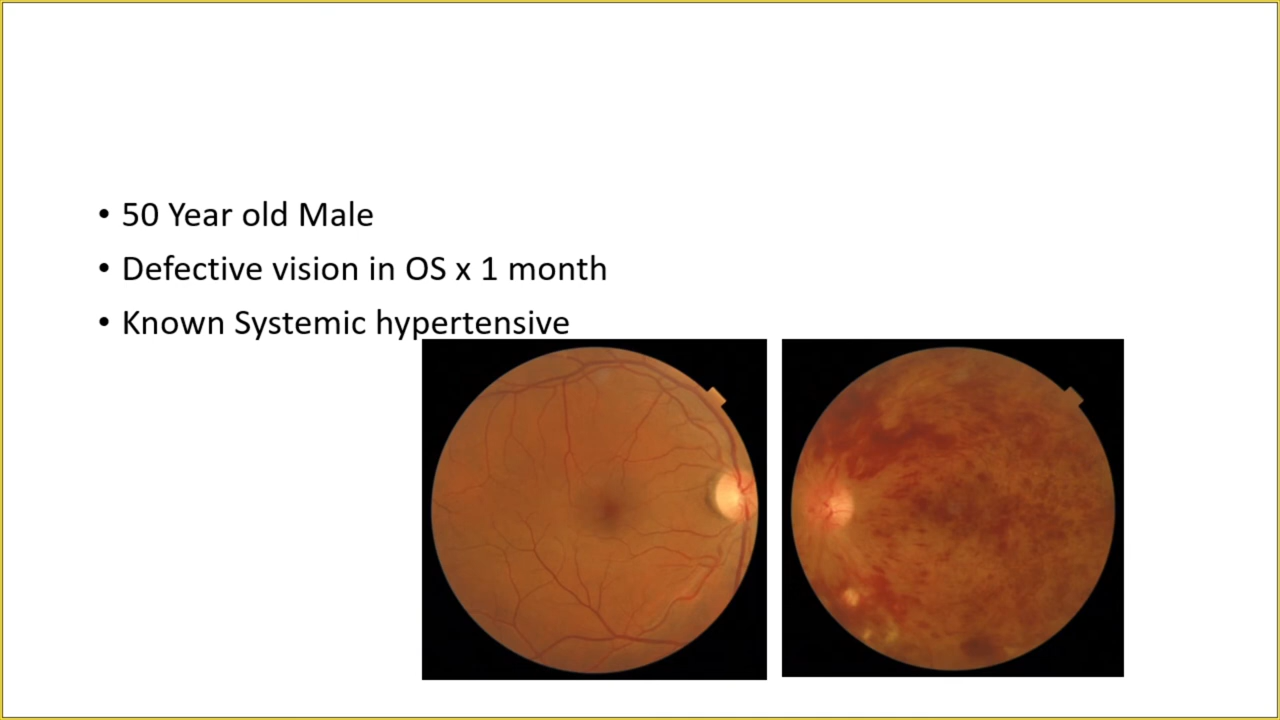 • 50 Year old Male
• Defective vision in OS x 1 month
• Known Systemic hypertensive